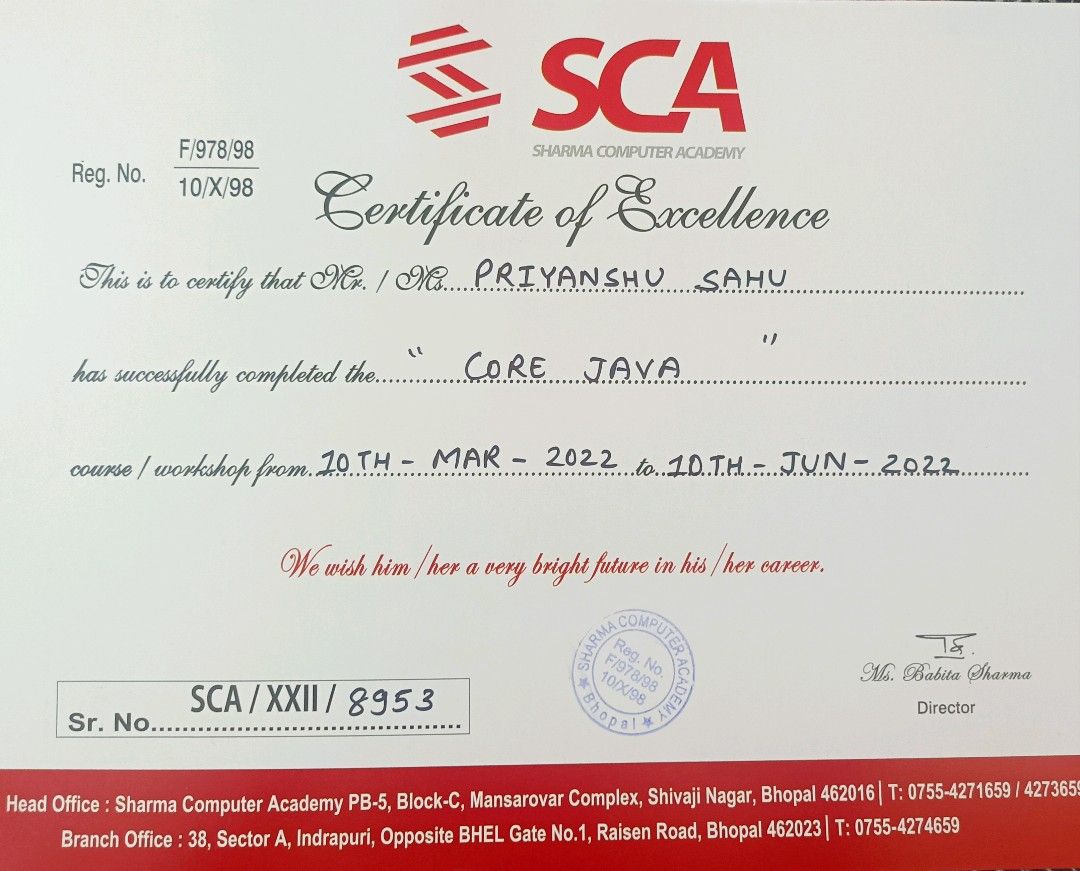 SCA
SHARMA COMPUTER ACADEMY
Reg. No. F/978/98
10/X/98
Certificate of Excellence
This is to certify that Mr. / Ms. PRIYANSHU SAHU
has successfully completed the " CORE JAVA "
course / workshop from 10TH - MAR - 2022 to 10TH - JUN - 2022
We wish him / her a very bright future in his / her career.
SHARMA COMPUTER ACADEMY
Reg. No.
F/978/98
10/X/98
★ Bhopal ★
Ms. Babita Sharma
Director
Sr. No. SCA / XXII / 8953
Head Office : Sharma Computer Academy PB-5, Block-C, Mansarovar Complex, Shivaji Nagar, Bhopal 462016 | T: 0755-4271659 / 4273659
Branch Office : 38, Sector A, Indrapuri, Opposite BHEL Gate No.1, Raisen Road, Bhopal 462023 | T: 0755-4274659